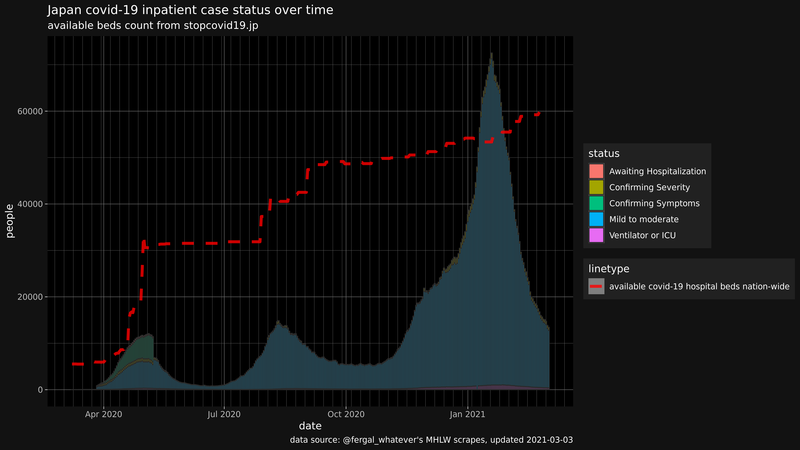 Japan covid-19 inpatient case status over time
available beds count from stopcovid19.jp
60000
40000
20000
0
people
Apr 2020
Jul 2020
Oct 2020
Jan 2021
date
status
Awaiting Hospitalization
Confirming Severity
Confirming Symptoms
Mild to moderate
Ventilator or ICU
linetype
available covid-19 hospital beds nation-wide
data source: @fergal_whatever's MHLW scrapes, updated 2021-03-03